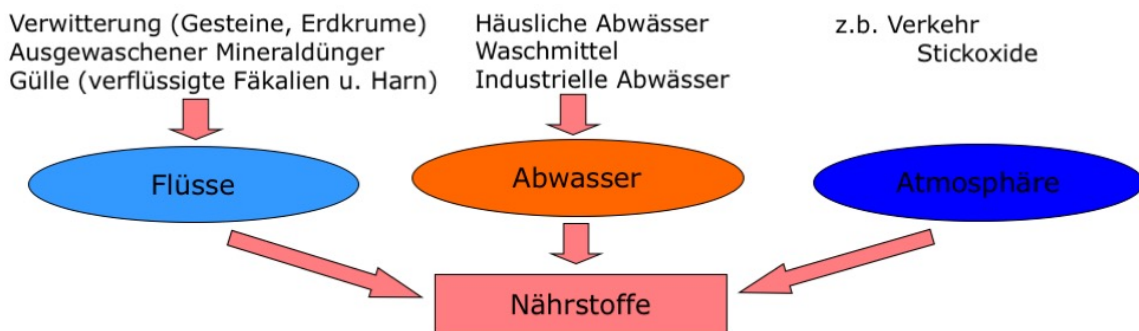 Verwitterung (Gesteine, Erdkrume)
Ausgewaschener Mineraldünger
Gülle (verflüssigte Fäkalien u. Harn)
Häusliche Abwässer
Waschmittel
Industrielle Abwässer
z.b. Verkehr
Stickoxide
Flüsse
Abwasser
Atmosphäre
Nährstoffe